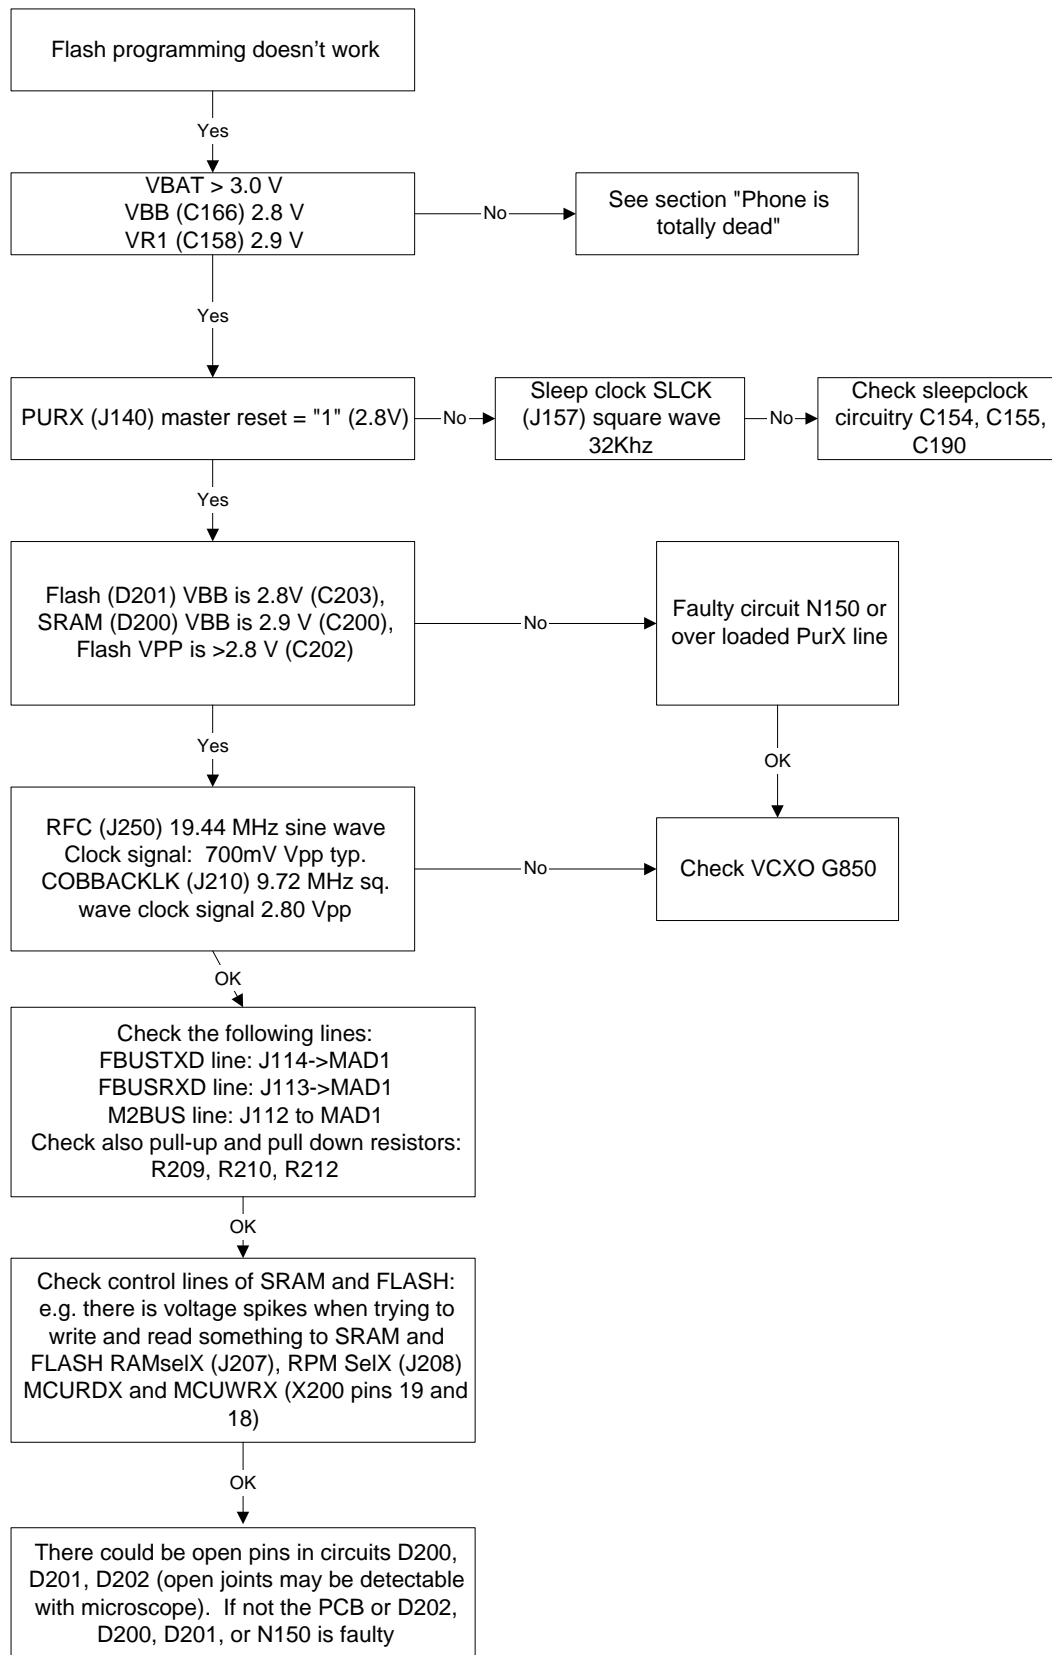 Flash programming doesn't work
Yes
VBAT > 3.0 V
VBB (C166) 2.8 V
VR1 (C158) 2.9 V
No
See section "Phone is
totally dead"
Yes
PURX (J140) master reset = "1" (2.8V)
No
Sleep clock SLCK
(J157) square wave
32Khz
No
Check sleepclock
circuitry C154, C155,
C190
Yes
Flash (D201) VBB is 2.8V (C203),
SRAM (D200) VBB is 2.9 V (C200),
Flash VPP is >2.8 V (C202)
No
Faulty circuit N150 or
over loaded PurX line
Yes
OK
RFC (J250) 19.44 MHz sine wave
Clock signal:  700mV Vpp typ.
COBBACKLK (J210) 9.72 MHz sq.
wave clock signal 2.80 Vpp
No
Check VCXO G850
OK
Check the following lines:
FBUSTXD line: J114->MAD1
FBUSRXD line: J113->MAD1
M2BUS line: J112 to MAD1
Check also pull-up and pull down resistors:
R209, R210, R212
OK
Check control lines of SRAM and FLASH:
e.g. there is voltage spikes when trying to
write and read something to SRAM and
FLASH RAMselX (J207), RPM SelX (J208)
MCURDX and MCUWRX (X200 pins 19 and
18)
OK
There could be open pins in circuits D200,
D201, D202 (open joints may be detectable
with microscope).  If not the PCB or D202,
D200, D201, or N150 is faulty